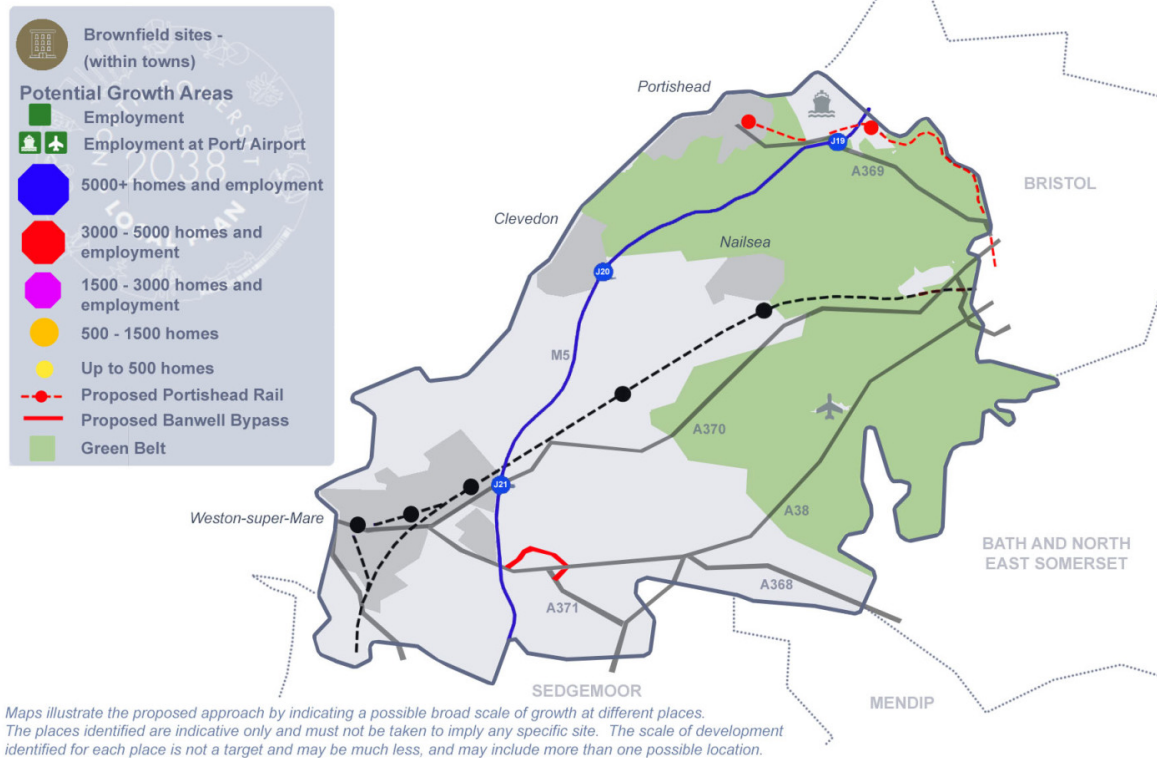 Brownfield sites -
(within towns)
Potential Growth Areas
Employment
Employment at Port/ Airport
5000+ homes and employment
3000 - 5000 homes and
employment
1500 - 3000 homes and
employment
500 - 1500 homes
Up to 500 homes
Proposed Portishead Rail
Proposed Banwell Bypass
Green Belt
SOMERSET
2038
LOCAL PLAN
Portishead
J19
A369
BRISTOL
Clevedon
Nailsea
J20
M5
A370
J21
Weston-super-Mare
A38
BATH AND NORTH
EAST SOMERSET
A368
A371
SEDGEMOOR
MENDIP
Maps illustrate the proposed approach by indicating a possible broad scale of growth at different places.
The places identified are indicative only and must not be taken to imply any specific site. The scale of development
identified for each place is not a target and may be much less, and may include more than one possible location.